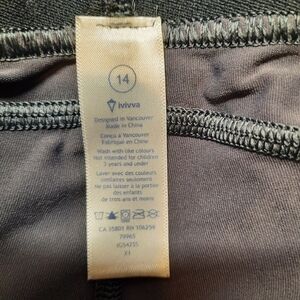 14
ivivva
Designed in Vancouver
Made in China
Conçu à Vancouver
Fabriqué en Chine
Wash with like colours
Not intended for children
3 years and under
Laver avec des couleurs
similaires seulement
ne pas laisser à la portée
des enfants
de trois ans et moins
CA 35801 RN 106259
79965